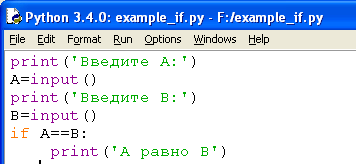 Python 3.4.0: example_if.py - F:/example_if.py
File Edit Format Run Options Windows Help
print('Введите A:')
A=input()
print('Введите B:')
B=input()
if A==B:
    print('A равно B')